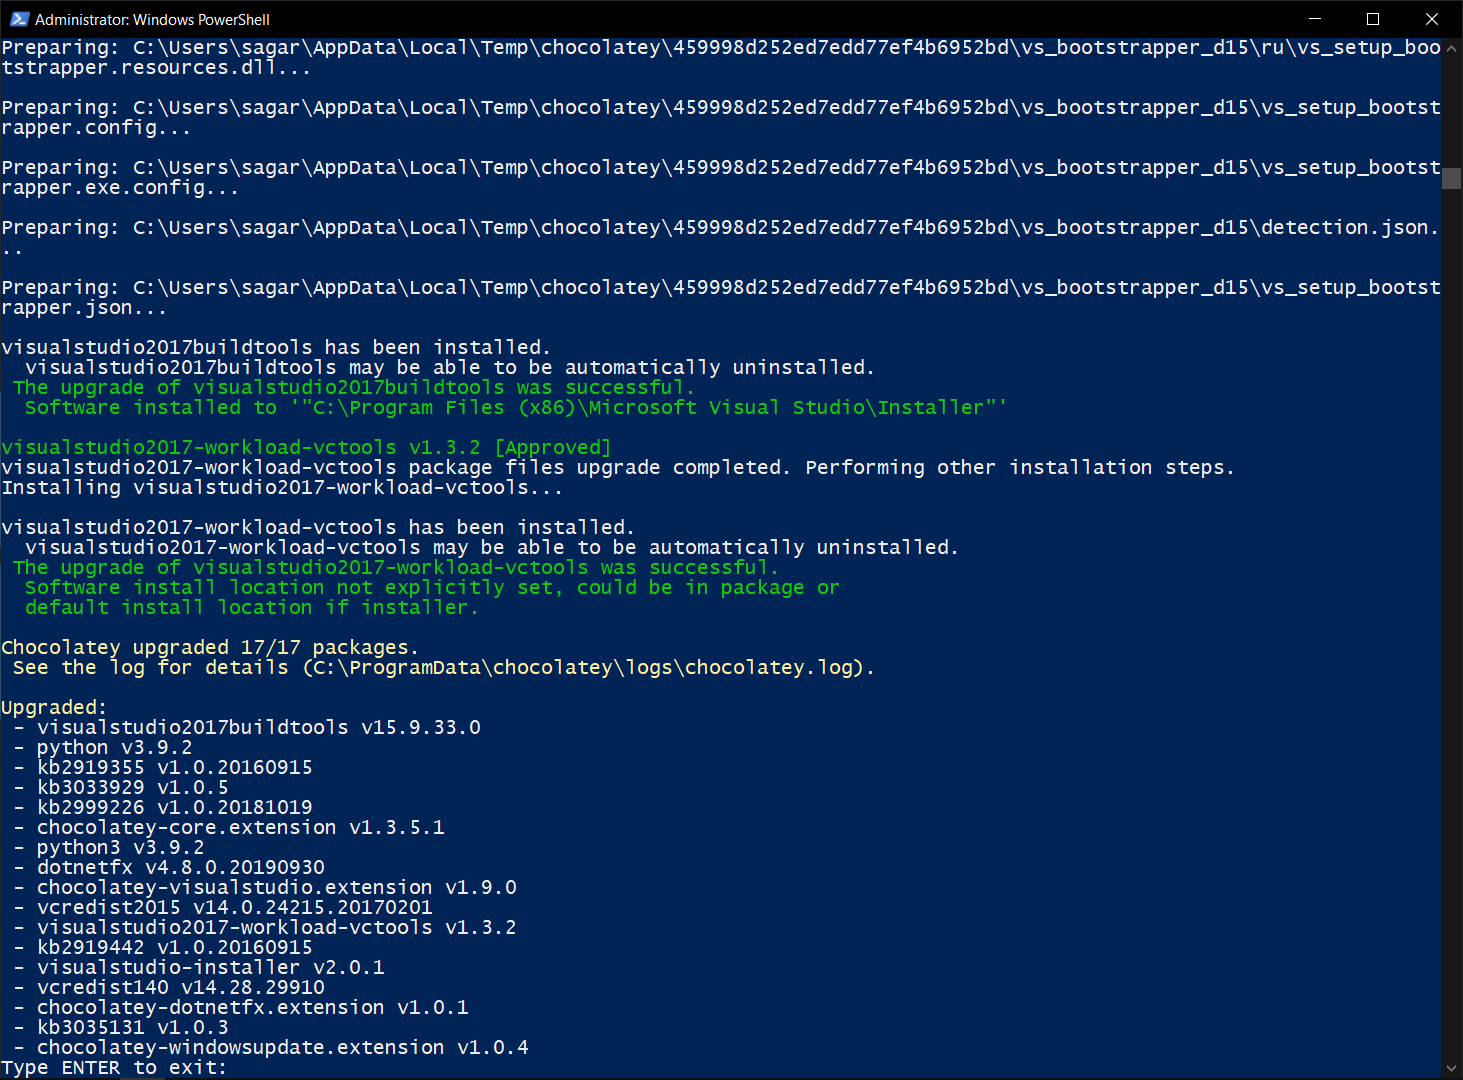 Administrator: Windows PowerShell
Preparing: C:\Users\sagar\AppData\Local\Temp\chocolatey\459998d252ed7edd77ef4b6952bd\vs_bootstrapper_d15\ru\vs_setup_boo
tstrapper.resources.dll...
Preparing: C:\Users\sagar\AppData\Local\Temp\chocolatey\459998d252ed7edd77ef4b6952bd\vs_bootstrapper_d15\vs_setup_bootst
rapper.config...
Preparing: C:\Users\sagar\AppData\Local\Temp\chocolatey\459998d252ed7edd77ef4b6952bd\vs_bootstrapper_d15\vs_setup_bootst
rapper.exe.config...
Preparing: C:\Users\sagar\AppData\Local\Temp\chocolatey\459998d252ed7edd77ef4b6952bd\vs_bootstrapper_d15\detection.json.
..
Preparing: C:\Users\sagar\AppData\Local\Temp\chocolatey\459998d252ed7edd77ef4b6952bd\vs_bootstrapper_d15\vs_setup_bootst
rapper.json...
visualstudio2017buildtools has been installed.
visualstudio2017buildtools may be able to be automatically uninstalled.
The upgrade of visualstudio2017buildtools was successful.
Software installed to '"C:\Program Files (x86)\Microsoft Visual Studio\Installer"'
visualstudio2017-workload-vctools v1.3.2 [Approved]
visualstudio2017-workload-vctools package files upgrade completed. Performing other installation steps.
Installing visualstudio2017-workload-vctools...
visualstudio2017-workload-vctools has been installed.
visualstudio2017-workload-vctools may be able to be automatically uninstalled.
The upgrade of visualstudio2017-workload-vctools was successful.
Software install location not explicitly set, could be in package or
default install location if installer.
Chocolatey upgraded 17/17 packages.
See the log for details (C:\ProgramData\chocolatey\logs\chocolatey.log).
Upgraded:
- visualstudio2017buildtools v15.9.33.0
- python v3.9.2
- kb2919355 v1.0.20160915
- kb3033929 v1.0.5
- kb2999226 v1.0.20181019
- chocolatey-core.extension v1.3.5.1
- python3 v3.9.2
- dotnetfx v4.8.0.20190930
- chocolatey-visualstudio.extension v1.9.0
- vcredist2015 v14.0.24215.20170201
- visualstudio2017-workload-vctools v1.3.2
- kb2919442 v1.0.20160915
- visualstudio-installer v2.0.1
- vcredist140 v14.28.29910
- chocolatey-dotnetfx.extension v1.0.1
- kb3035131 v1.0.3
- chocolatey-windowsupdate.extension v1.0.4
Type ENTER to exit: